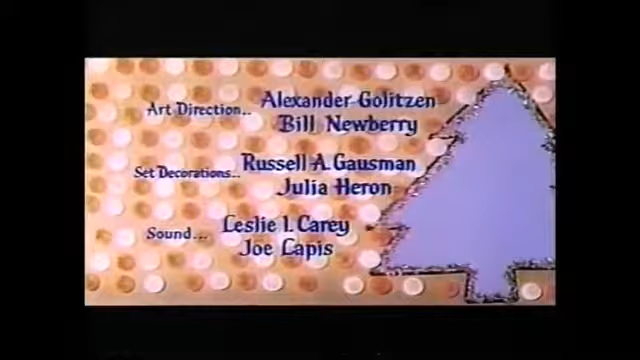 Art Direction.. Alexander Golitzen
Bill Newberry
Set Decorations.. Russell A. Gausman
Julia Heron
Sound... Leslie I. Carey
Joe Lapis